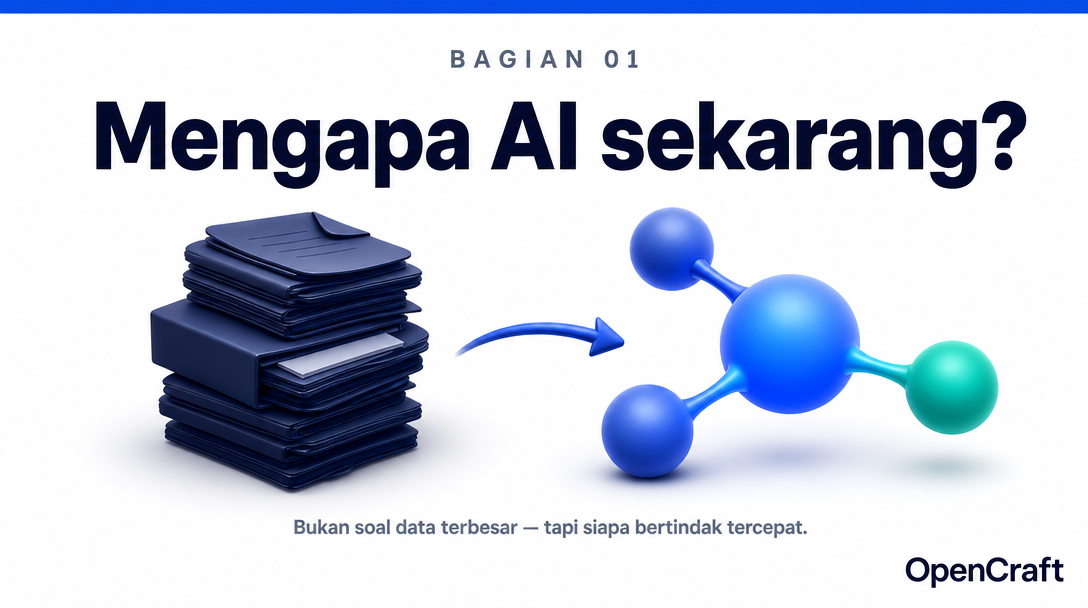 BAGIAN 01
Mengapa AI sekarang?
Bukan soal data terbesar — tapi siapa bertindak tercepat.
OpenCraft